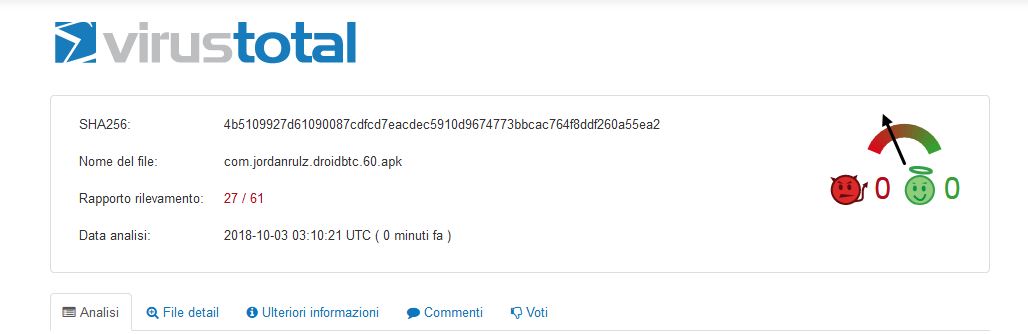 virustotal
SHA256: 4b5109927d61090087cdfcd7eacdec5910d9674773bbcac764f8ddf260a55ea2
Nome del file: com.jordanrulz.droidbtc.60.apk
Rapporto rilevamento: 27 / 61
0 0
Data analisi: 2018-10-03 03:10:21 UTC ( 0 minuti fa )
Analisi File detail Ulteriori informazioni Commenti Voti